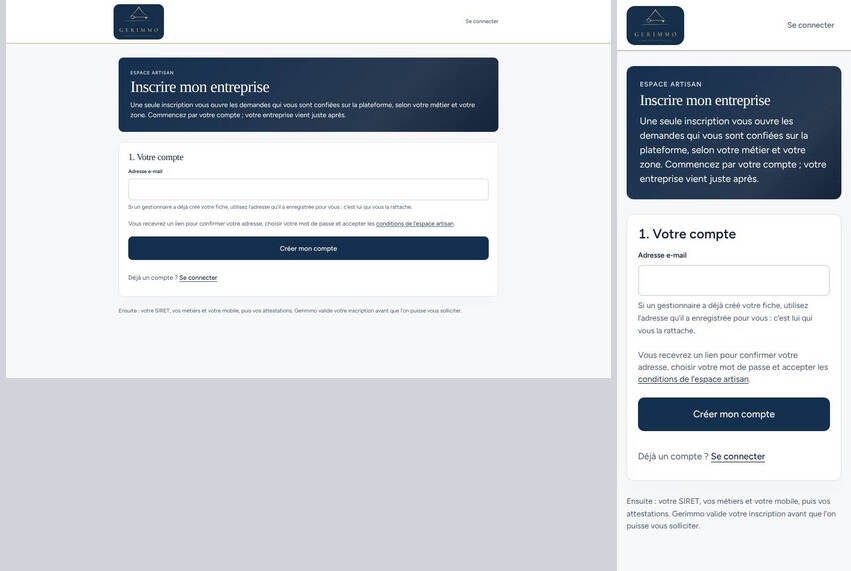 GERIMMO
Se connecter
ESPACE ARTISAN
Inscrire mon entreprise
Une seule inscription vous ouvre les demandes qui vous sont confiées sur la plateforme, selon votre métier et votre
zone. Commencez par votre compte ; votre entreprise vient juste après.
1. Votre compte
Adresse e-mail
Si un gestionnaire a déjà créé votre fiche, utilisez l'adresse qu'il a enregistrée pour vous : c'est lui qui vous la rattache.
Vous recevrez un lien pour confirmer votre adresse, choisir votre mot de passe et accepter les conditions de l'espace artisan.
Créer mon compte
Déjà un compte ? Se connecter
Ensuite : votre SIRET, vos métiers et votre mobile, puis vos attestations. Gerimmo valide votre inscription avant que l'on puisse vous solliciter.
GERIMMO
Se connecter
ESPACE ARTISAN
Inscrire mon entreprise
Une seule inscription vous ouvre les
demandes qui vous sont confiées sur la
plateforme, selon votre métier et votre
zone. Commencez par votre compte ; votre
entreprise vient juste après.
1. Votre compte
Adresse e-mail
Si un gestionnaire a déjà créé votre fiche, utilisez
l'adresse qu'il a enregistrée pour vous : c'est lui qui
vous la rattache.
Vous recevrez un lien pour confirmer votre
adresse, choisir votre mot de passe et accepter les
conditions de l'espace artisan.
Créer mon compte
Déjà un compte ? Se connecter
Ensuite : votre SIRET, vos métiers et votre mobile, puis vos
attestations. Gerimmo valide votre inscription avant que l'on
puisse vous solliciter.